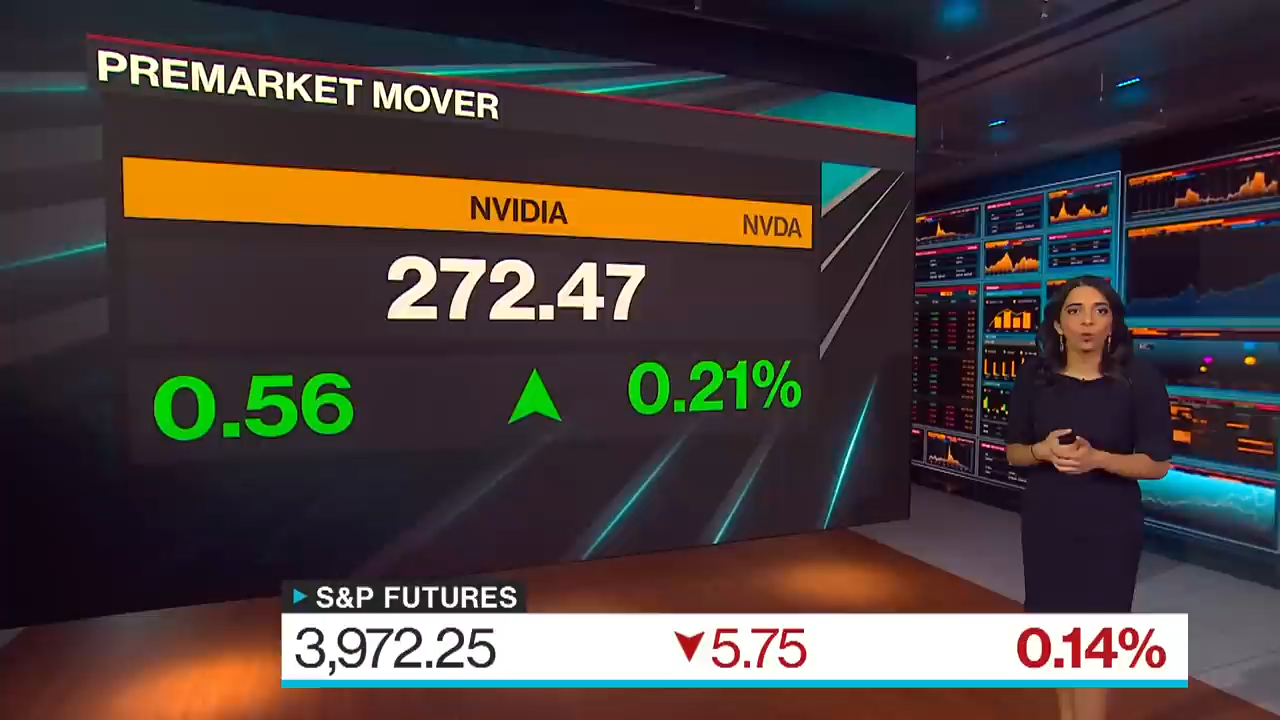 PREMARKET MOVER
NVIDIA
NVDA
272.47
0.56 ▲ 0.21%
▶ S&P FUTURES
3,972.25 ▼5.75 0.14%